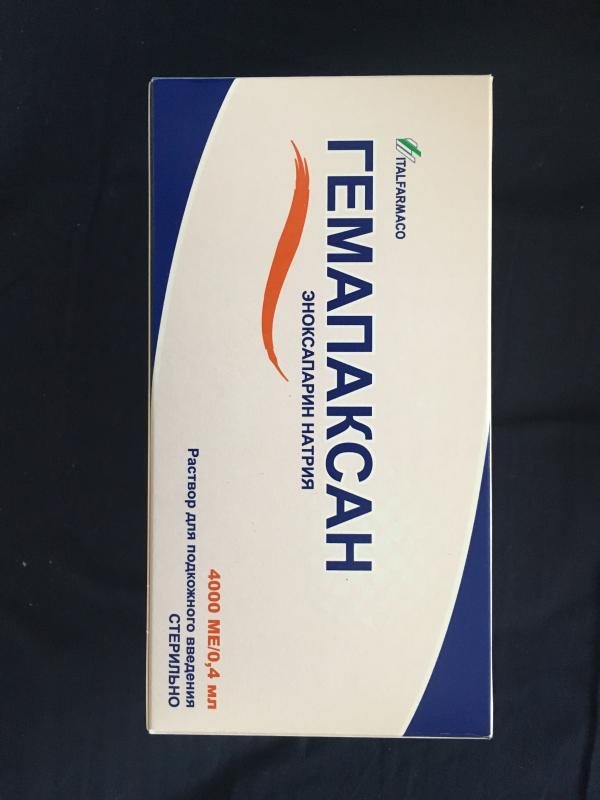 ITALFARMACO
ГЕМАПАКСАН
ЭНОКСАПАРИН НАТРИЯ
4000 МЕ/0,4 мл
Раствор для подкожного введения
СТЕРИЛЬНО